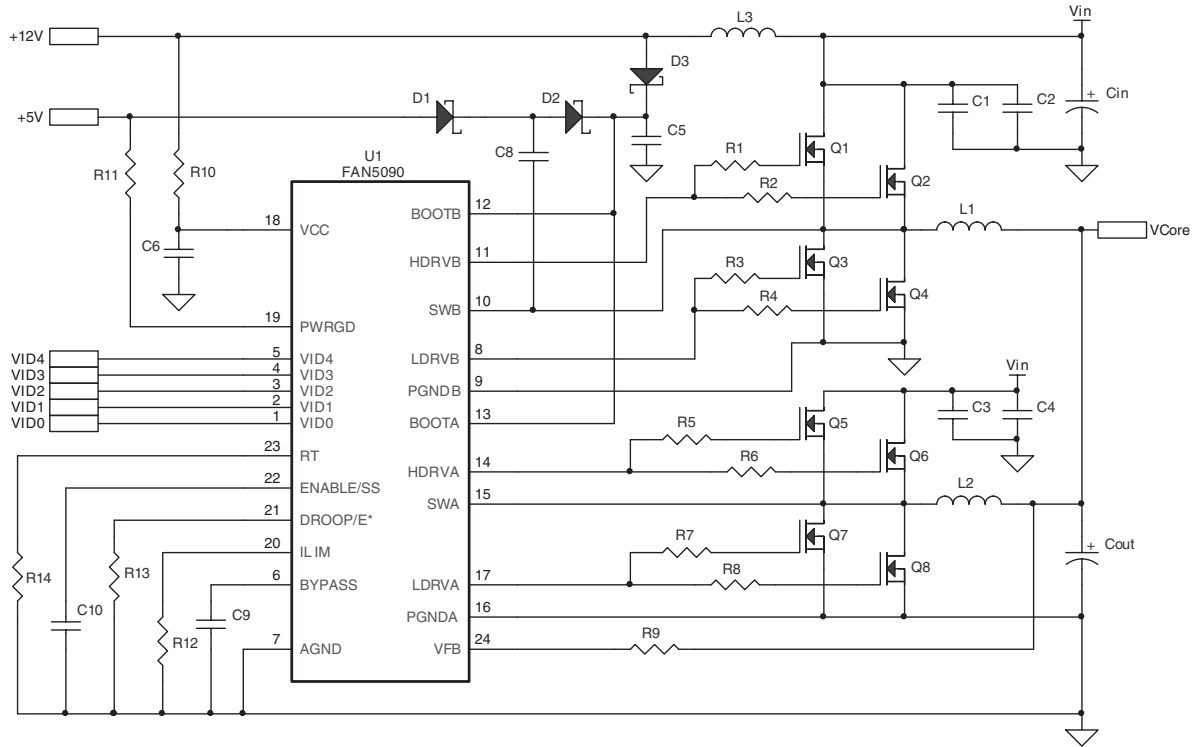 Vin
L3
+12V
D3
D1
D2
C1
C2
Cin
+5V
C5
R1
Q1
U1
FAN5090
C8
R11
R10
R2
Q2
12
BOOTB
L1
18
VCC
VCore
C6
11
HDRVB
R3
Q3
R4
Q4
10
SWB
19
PWRGD
VID4
5
VID4
8
LDRVB
Vin
VID3
4
VID3
VID2
3
VID2
9
PGNDB
VID1
2
VID1
C3
C4
VID0
1
VID0
13
BOOTA
R5
Q5
23
RT
R6
Q6
14
HDRVA
22
ENABLE/SS
L2
15
SWA
21
DROOP/E*
R7
Q7
Cout
20
ILIM
R8
Q8
R14
R13
6
BYPASS
17
LDRVA
C10
C9
16
PGNDA
R12
R9
7
AGND
24
VFB
+
+